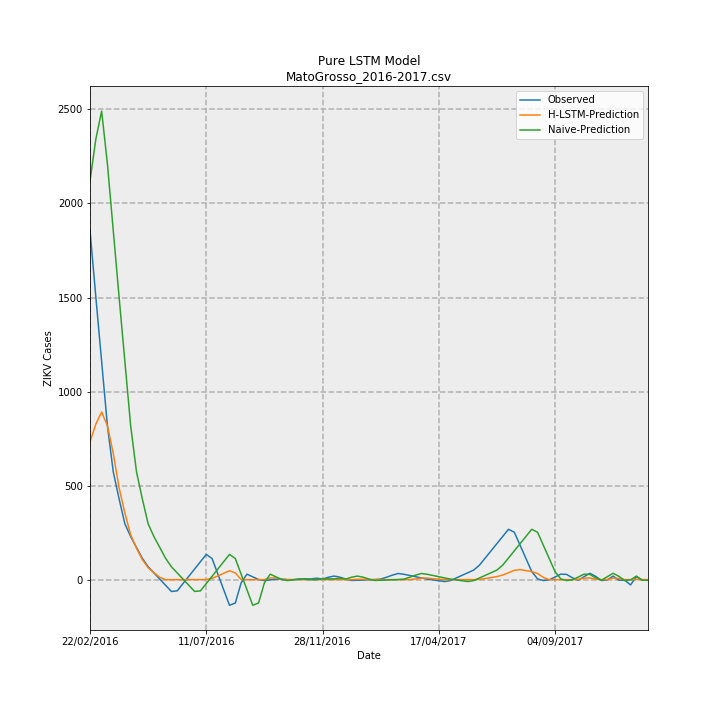 Pure LSTM Model
MatoGrosso_2016-2017.csv
Observed
H-LSTM-Prediction
Naive-Prediction
2500
2000
1500
1000
500
0
ZIKV Cases
22/02/2016
11/07/2016
28/11/2016
17/04/2017
04/09/2017
Date